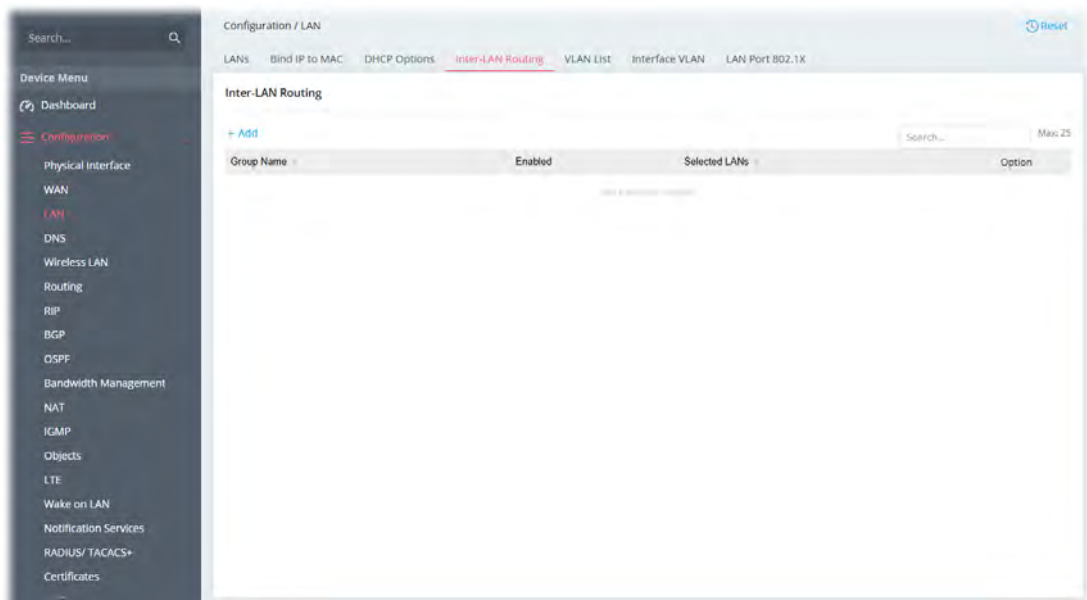 Search...
Device Menu
Dashboard
Configuration
Physical Interface
WAN
LAN
DNS
Wireless LAN
Routing
RIP
BGP
OSPF
Bandwidth Management
NAT
IGMP
Objects
LTE
Wake on LAN
Notification Services
RADIUS/ TACACS+
Certificates
Configuration / LAN
Reset
LANs Bind IP to MAC DHCP Options Inter-LAN Routing VLAN List Interface VLAN LAN Port 802.1X
Inter-LAN Routing
+ Add
Search...
Max: 25
Group Name Enabled Selected LANs Option